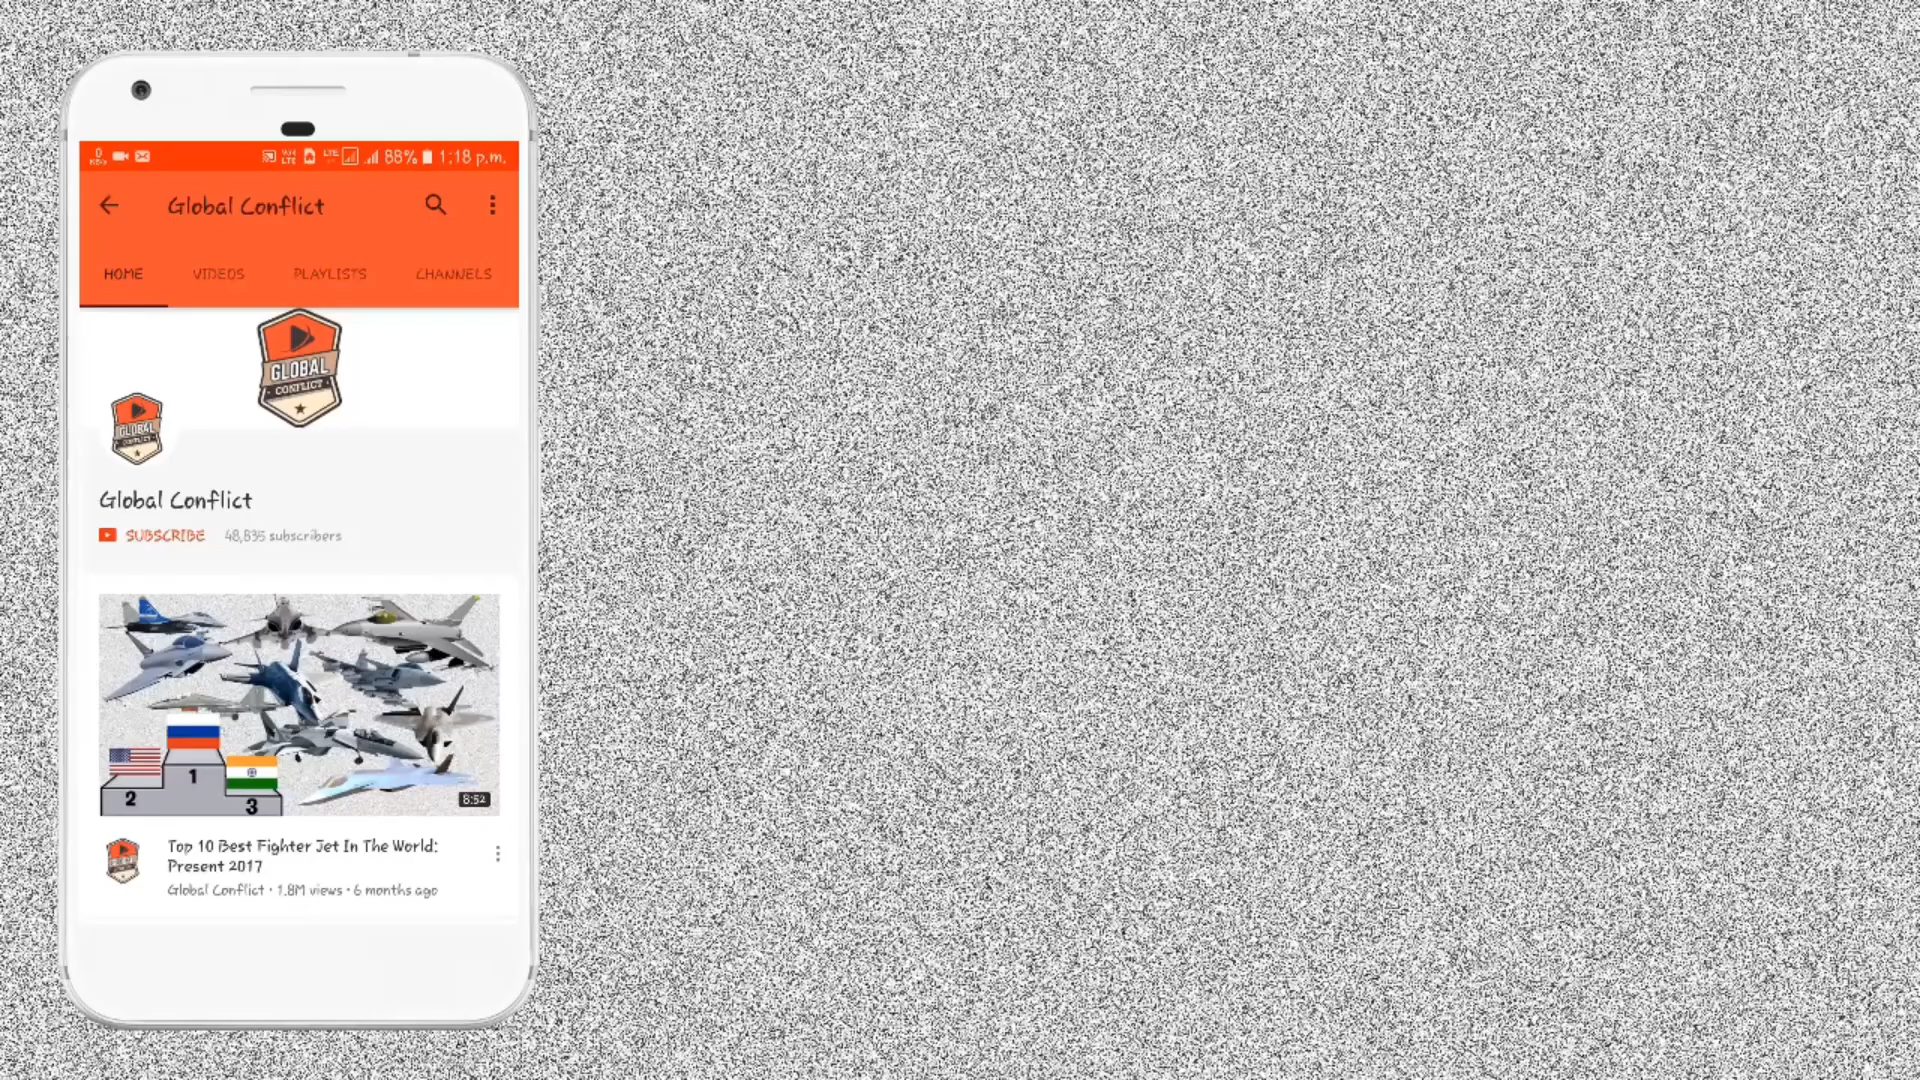 88% 1:18 p.m.
Global Conflict
HOME VIDEOS PLAYLISTS CHANNELS
GLOBAL
CONFLICT
GLOBAL
CONFLICT
Global Conflict
SUBSCRIBE 48,835 subscribers
1
2
3
8:52
Top 10 Best Fighter Jet In The World:
Present 2017
Global Conflict • 1.8M views • 6 months ago